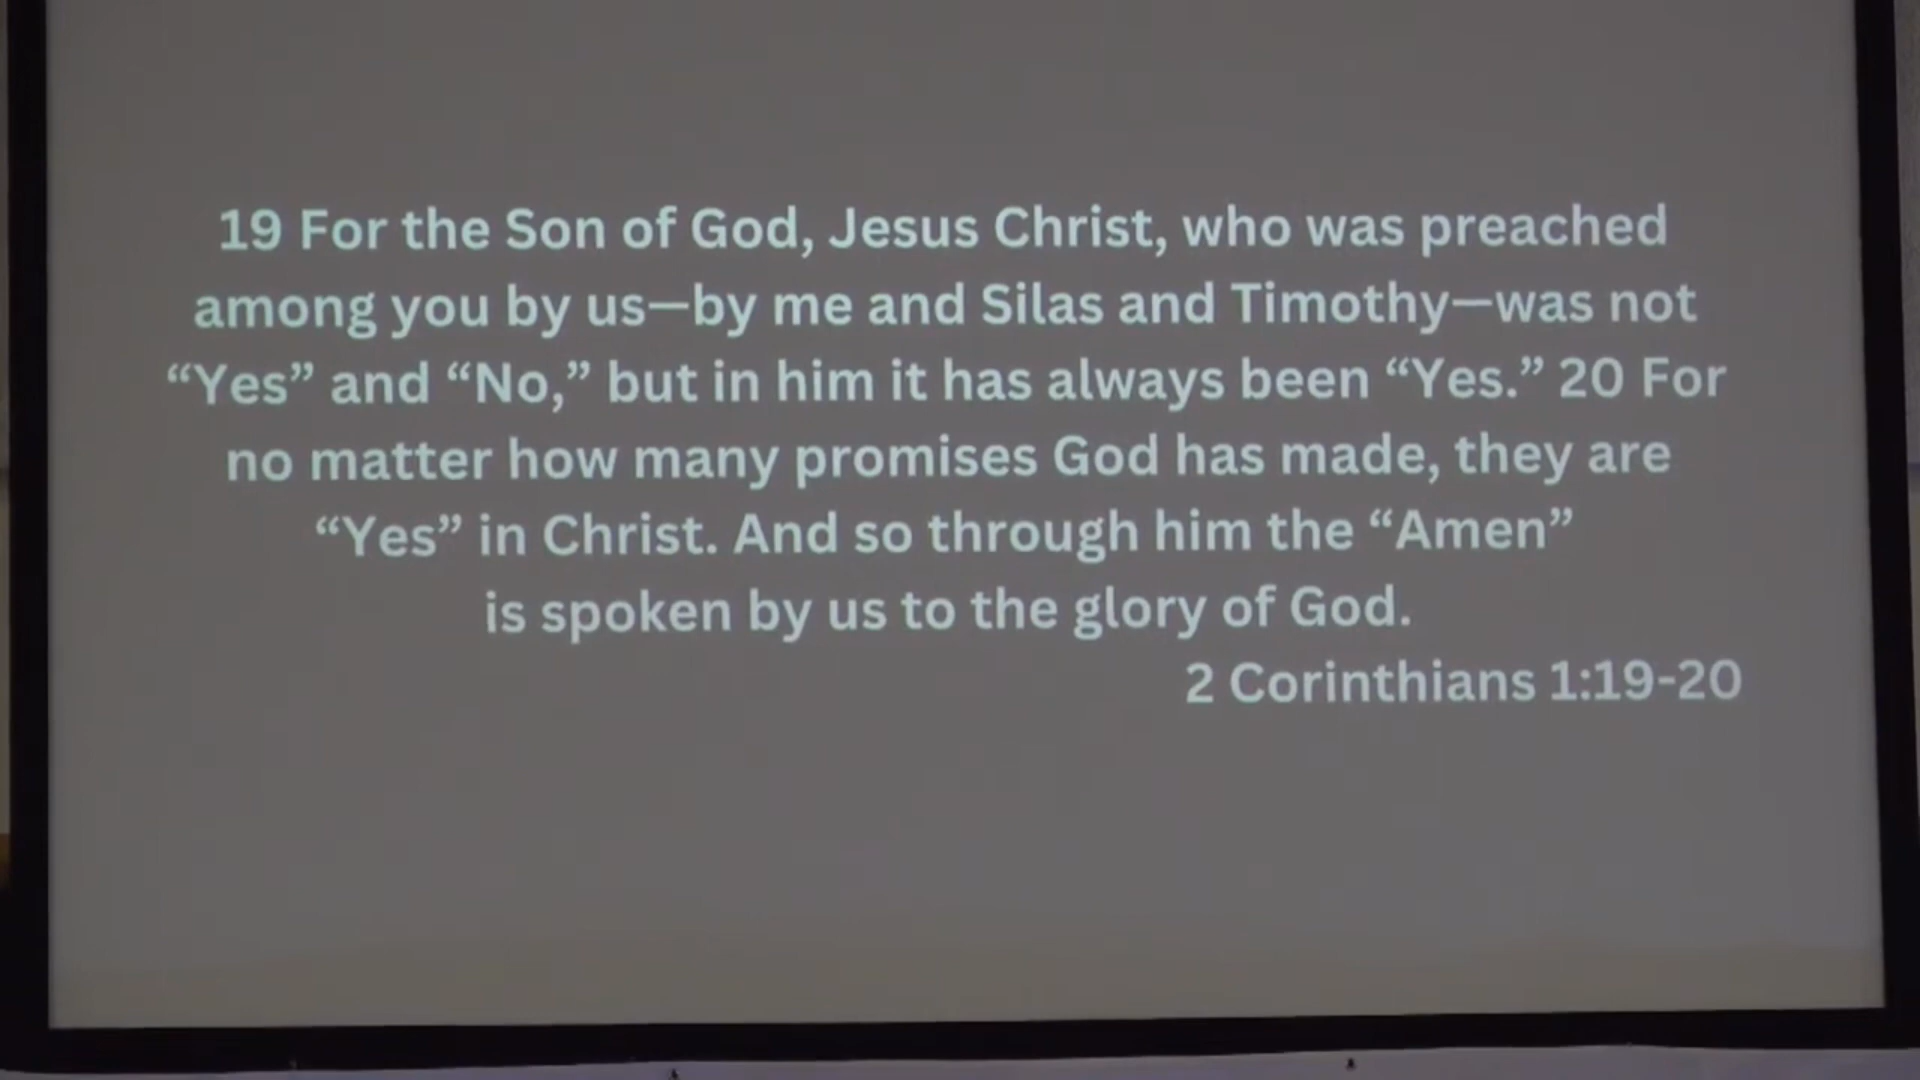 19 For the Son of God, Jesus Christ, who was preached
among you by us—by me and Silas and Timothy—was not
“Yes” and “No,” but in him it has always been “Yes.” 20 For
no matter how many promises God has made, they are
“Yes” in Christ. And so through him the “Amen”
is spoken by us to the glory of God.
2 Corinthians 1:19-20